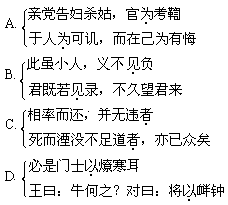 A. 亲党告妇杀姑，官为考鞫
于人为可讥，而在己为有悔
B. 此虽小人，义不见负
君既若见录，不久望君来
C. 相率而还，并无违者
死而湮没不足道者，亦已众矣
D. 必是门士以燎寒耳
王曰：牛何之？对曰：将以衅钟